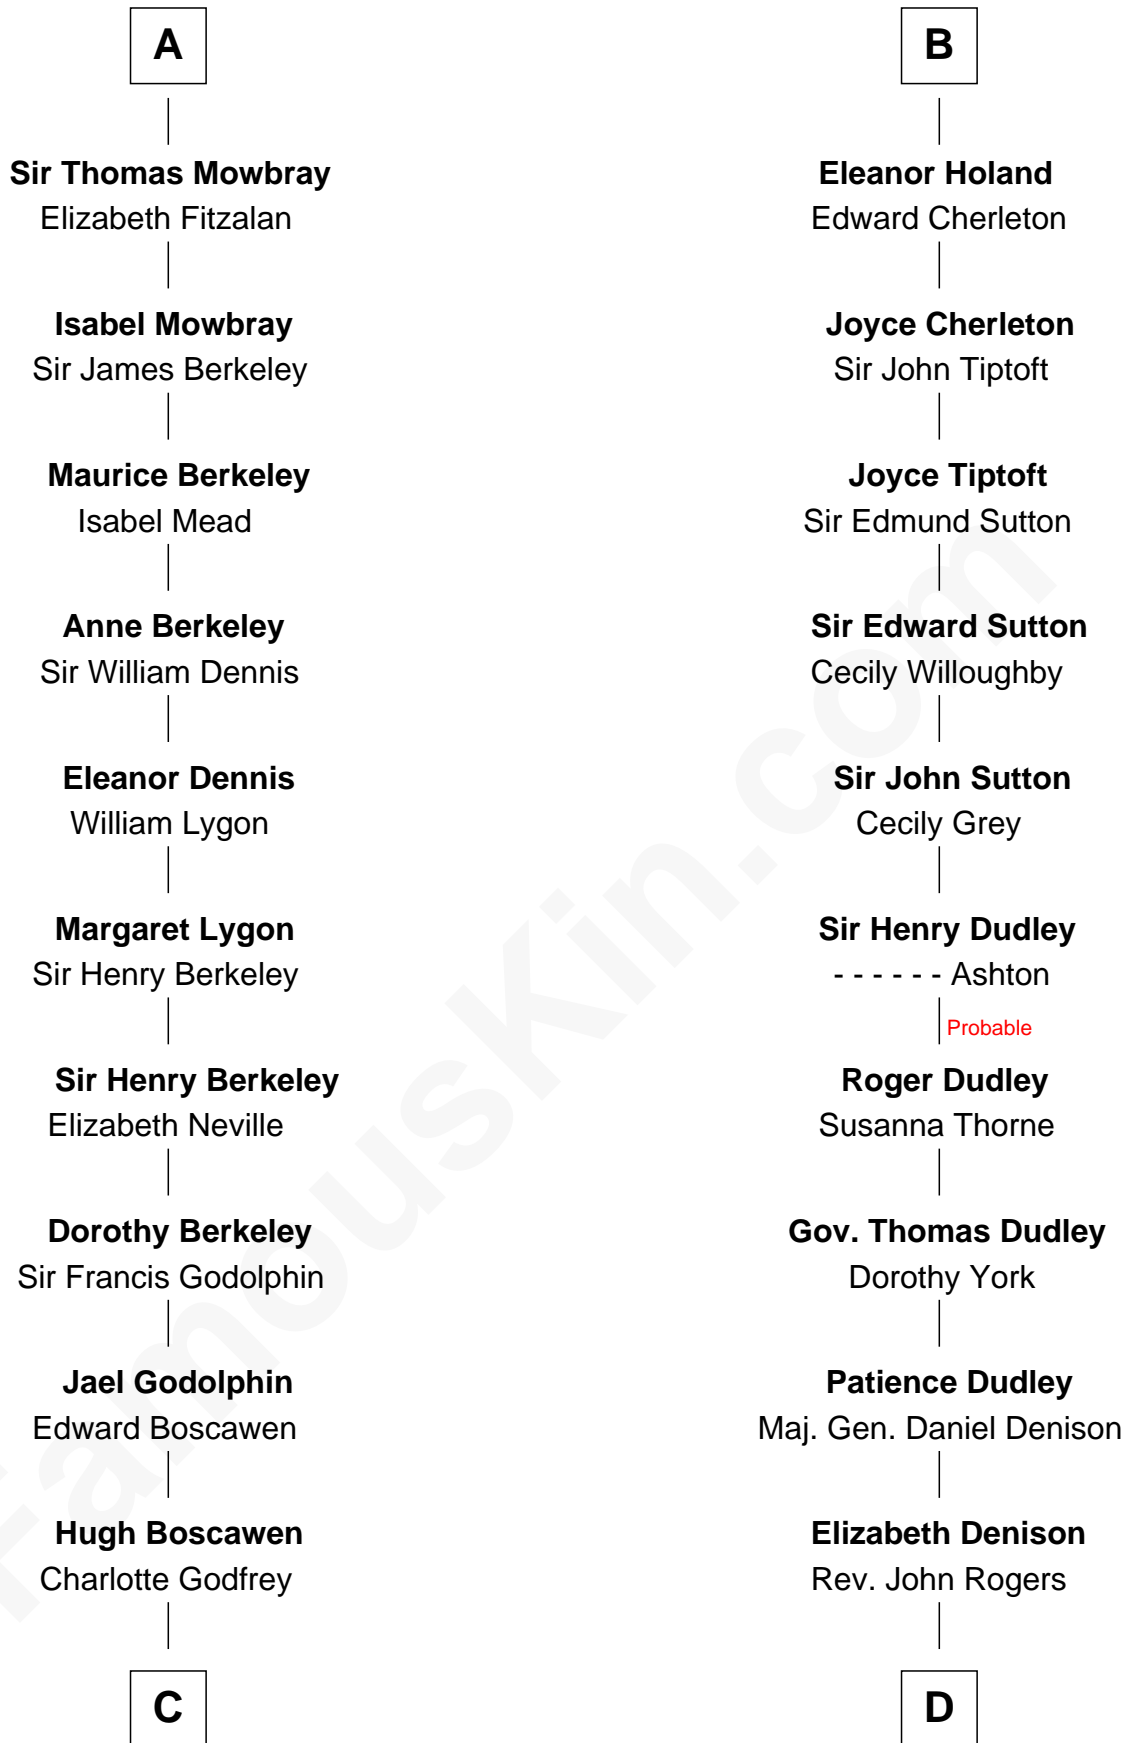 A
Sir Thomas Mowbray
Elizabeth Fitzalan
Isabel Mowbray
Sir James Berkeley
Maurice Berkeley
Isabel Mead
Anne Berkeley
Sir William Dennis
Eleanor Dennis
William Lygon
Margaret Lygon
Sir Henry Berkeley
Sir Henry Berkeley
Elizabeth Neville
Dorothy Berkeley
Sir Francis Godolphin
Jael Godolphin
Edward Boscawen
Hugh Boscawen
Charlotte Godfrey
C
B
Eleanor Holand
Edward Cherleton
Joyce Cherleton
Sir John Tiptoft
Joyce Tiptoft
Sir Edmund Sutton
Sir Edward Sutton
Cecily Willoughby
Sir John Sutton
Cecily Grey
Sir Henry Dudley
- - - - - - Ashton
Probable
Roger Dudley
Susanna Thorne
Gov. Thomas Dudley
Dorothy York
Patience Dudley
Maj. Gen. Daniel Denison
Elizabeth Denison
Rev. John Rogers
D
FamousKin.com